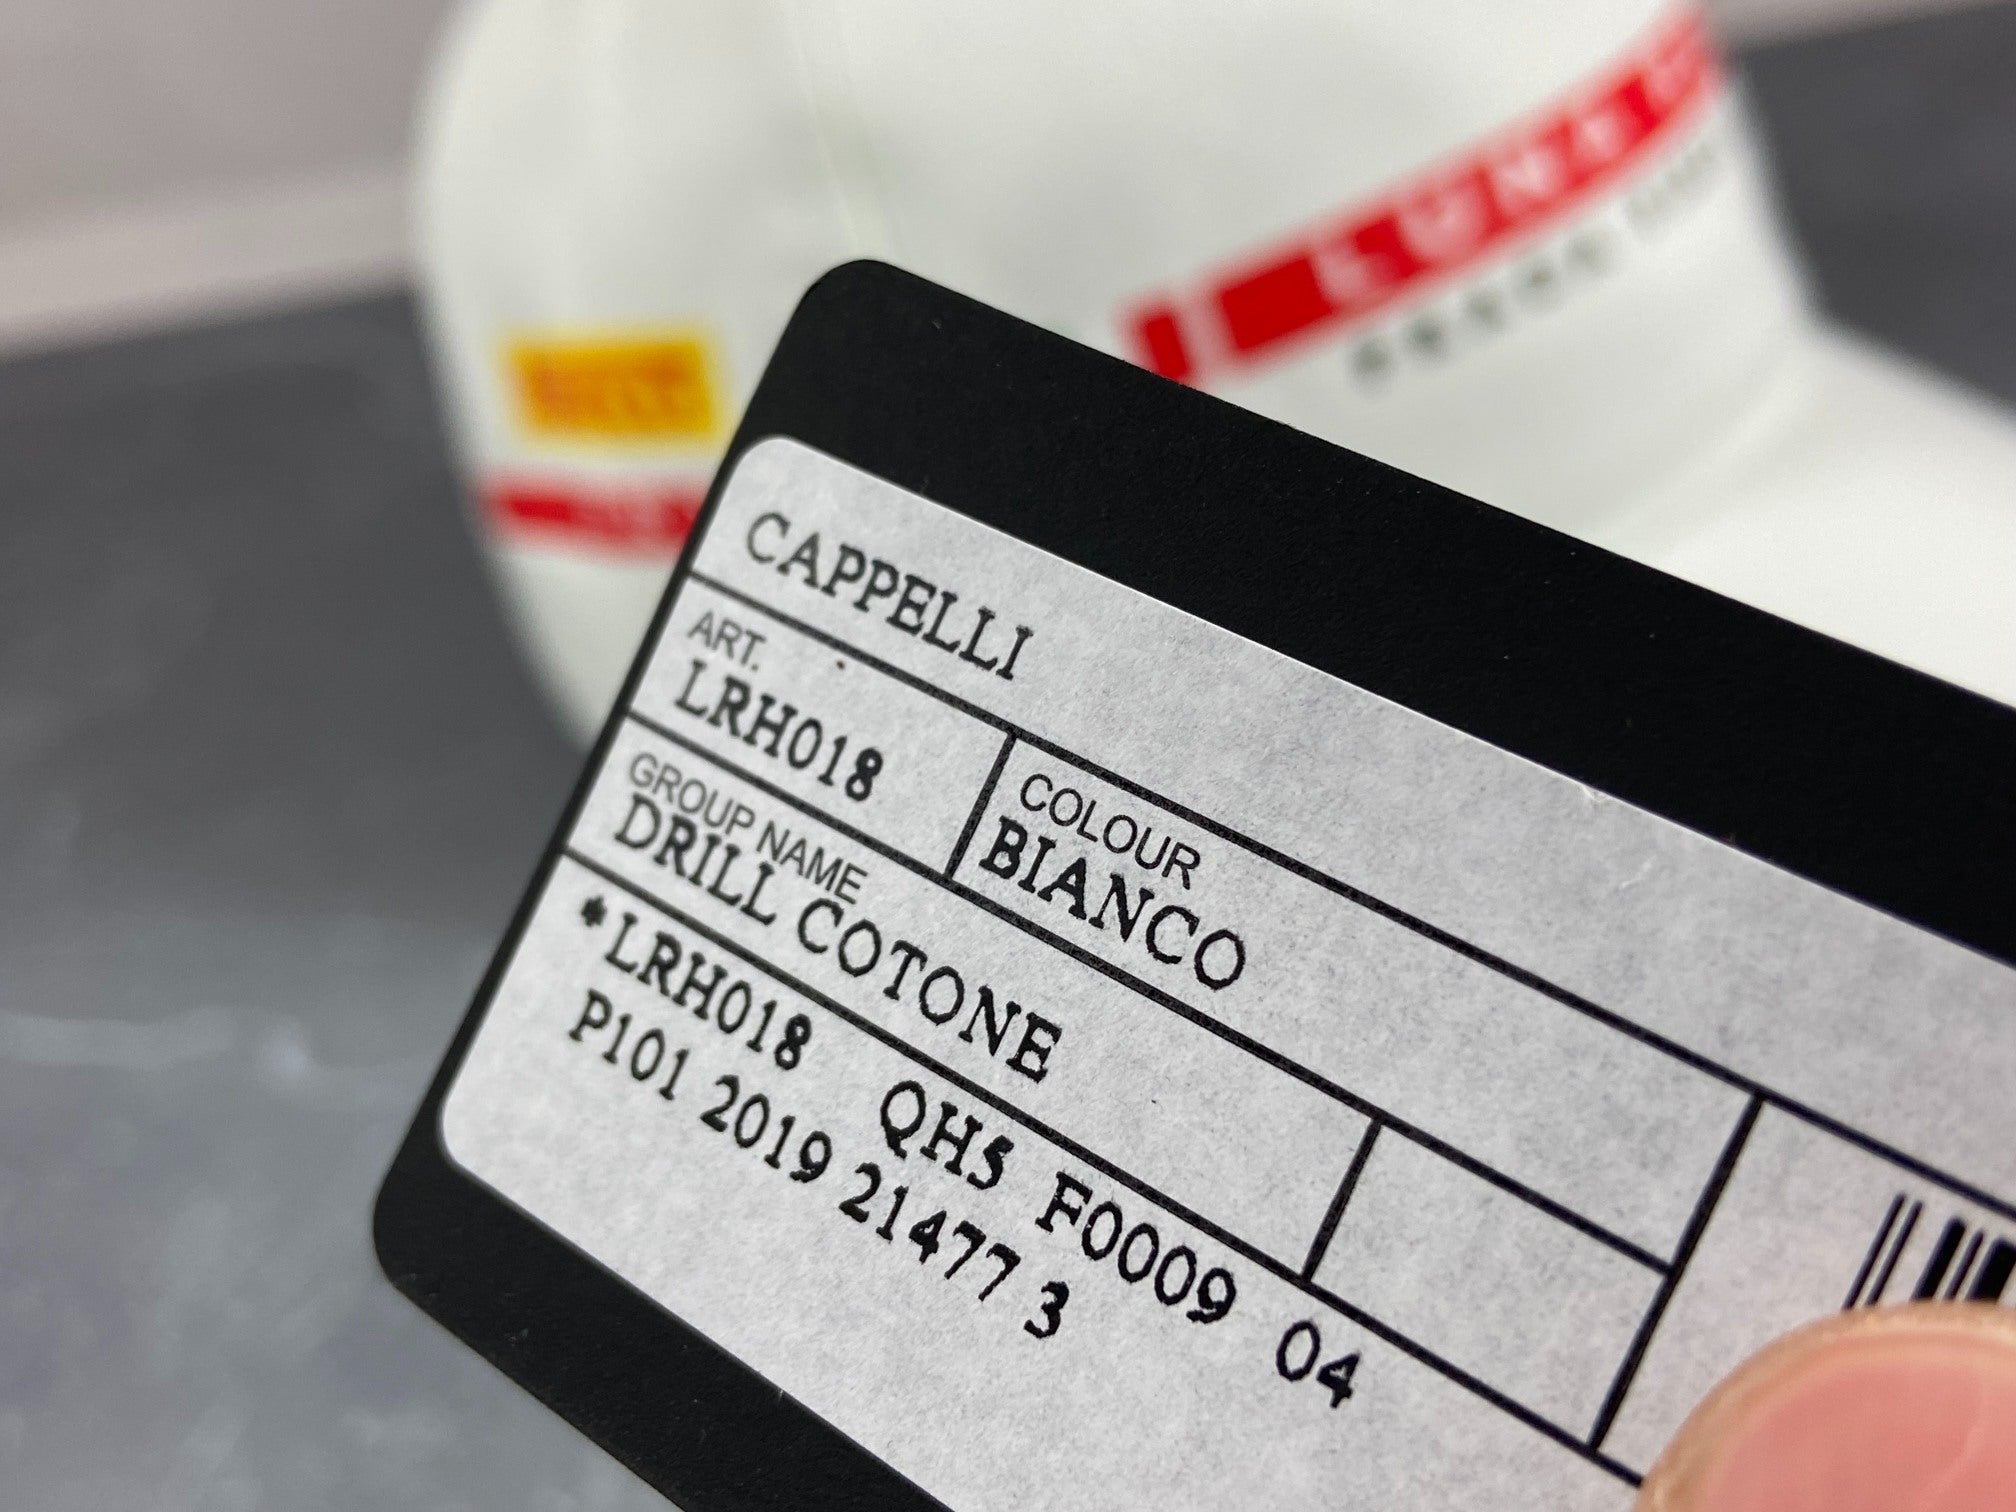 CAPPELLI
ART.
LRH018
COLOUR
BIANCO
GROUP NAME
DRILL COTONE
*LRH018 QH5 F0009 04
P101 2019 21477 3